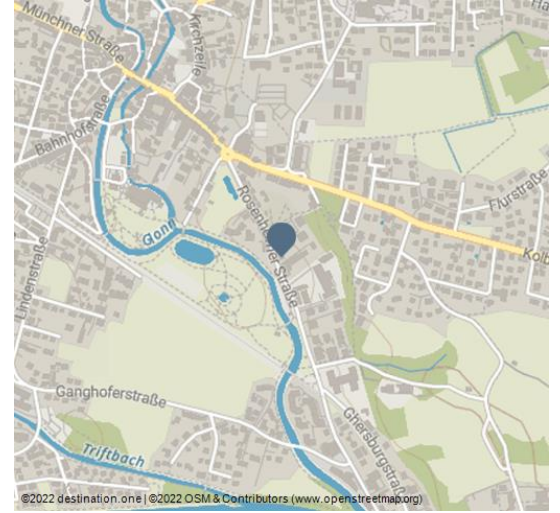 Münchner Straße
Kirchzeile
Bahnhofstraße
Rosenheimer Straße
Flurstraße
Glonn
Lindenstraße
Ganghoferstraße
Triftbach
Ghersburgstraße
©2022 destination.one | ©2022 OSM & Contributors (www.openstreetmap.org)